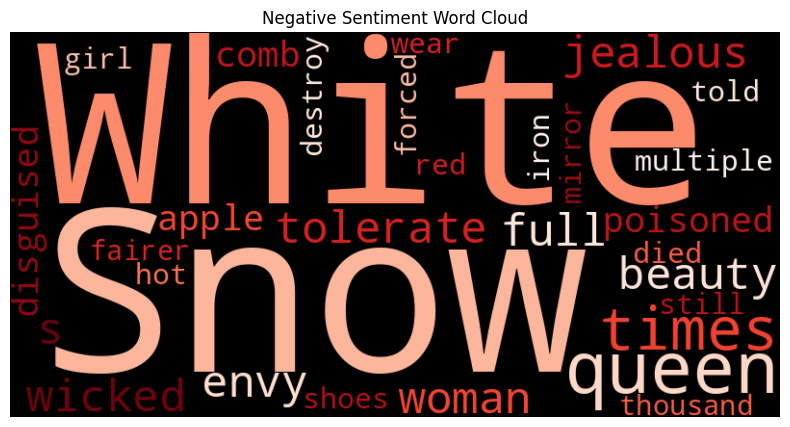 Negative Sentiment Word Cloud
White
girl
comb
destroy
wear
forced
jealous
told
iron
mirror
red
multiple
disguised
Snow
apple
tolerate
full
poisoned
fairer
hot
died
beauty
still
s
times
queen
wicked
envy
shoes
woman
thousand